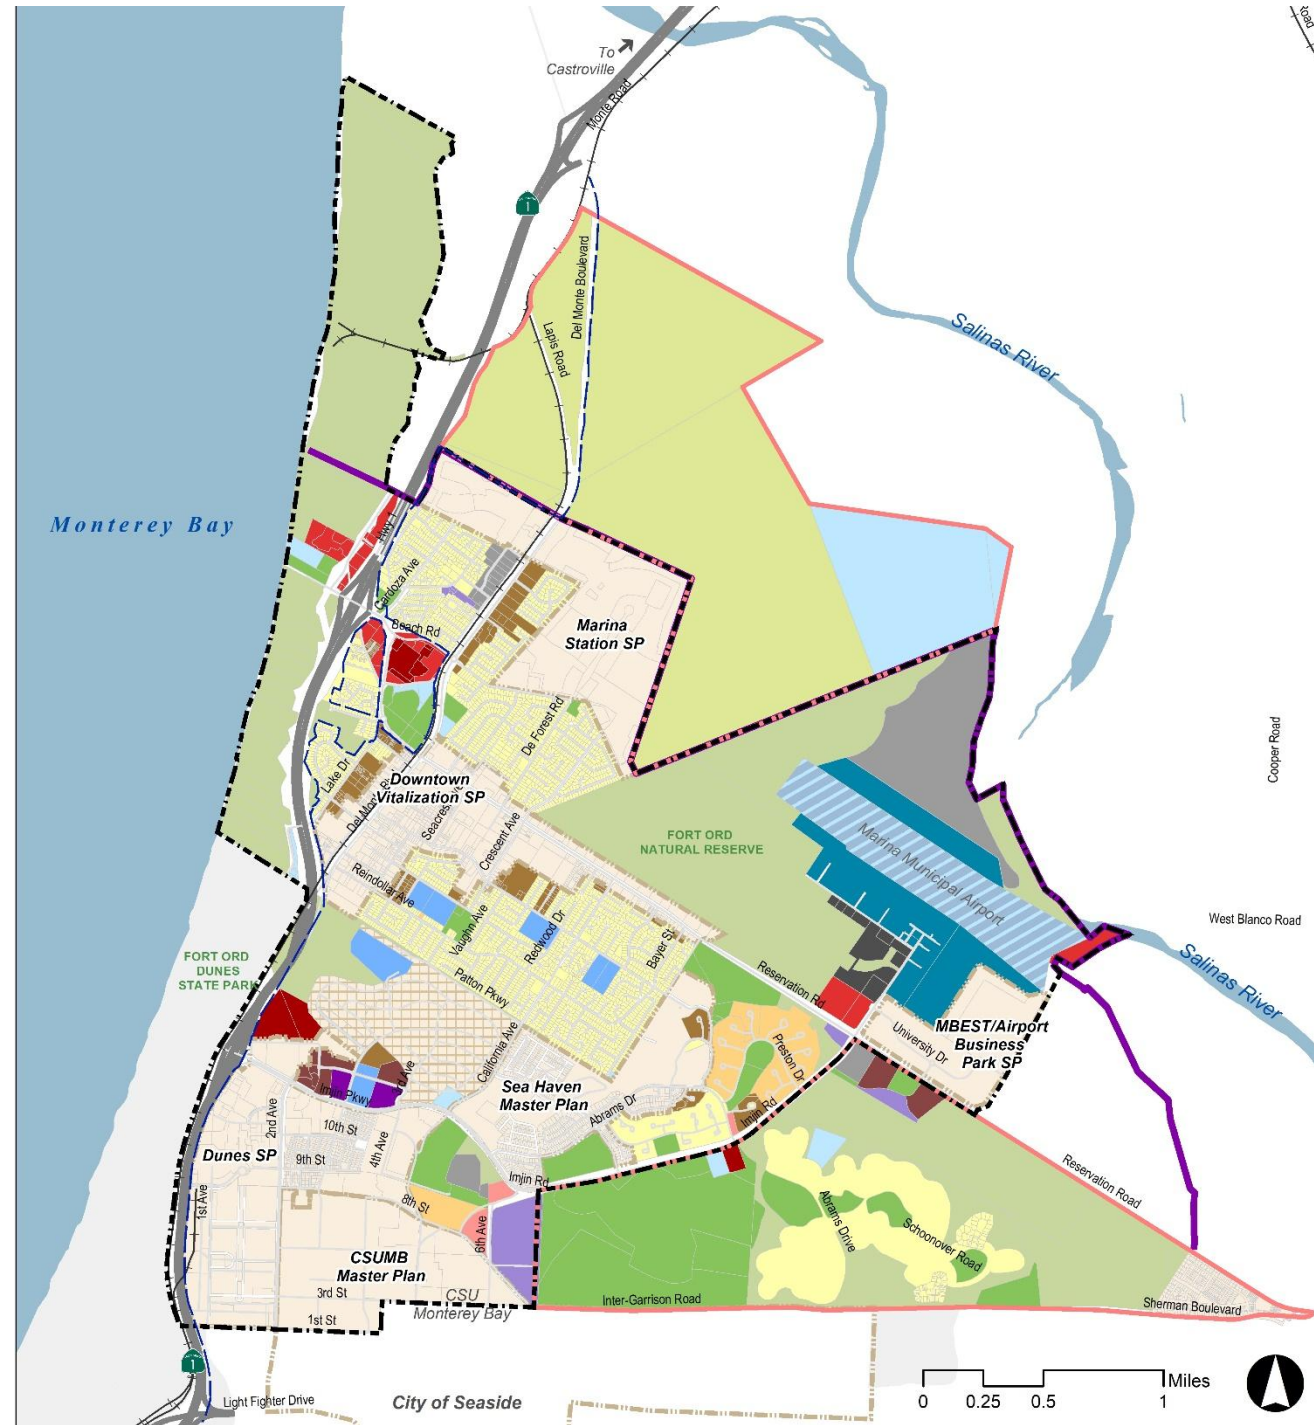 Road
To
Castroville
Monte Road
1
Del Monte Boulevard
Lapis Road
Salinas River
Monterey Bay
Hwy 1
Cardoza Ave
Beach Rd
Marina
Station SP
De Forest Rd
Cooper Road
Lake Dr
Downtown
Vitalization SP
Del Monte
Seacrest Ave
Crescent Ave
FORT ORD
NATURAL RESERVE
Marina Municipal Airport
Reindollar Ave
Vaughn Ave
Redwood Dr
Bayer St
West Blanco Road
Salinas River
FORT ORD
DUNES
STATE PARK
Patton Pkwy
Reservation Rd
University Dr
MBEST/Airport
Business
Park SP
California Ave
Preston Dr
3rd Ave
Imjin Pkwy
Sea Haven
Master Plan
Abrams Dr
Imjin Rd
2nd Ave
10th St
4th Ave
9th St
Dunes SP
Imjin Rd
Reservation Road
1st Ave
8th St
6th Ave
Abrams Drive
Schoonover Road
CSUMB
Master Plan
3rd St
CSU
Monterey Bay
1st St
Inter-Garrison Road
Sherman Boulevard
1
Light Fighter Drive
City of Seaside
Miles
0 0.25 0.5 1